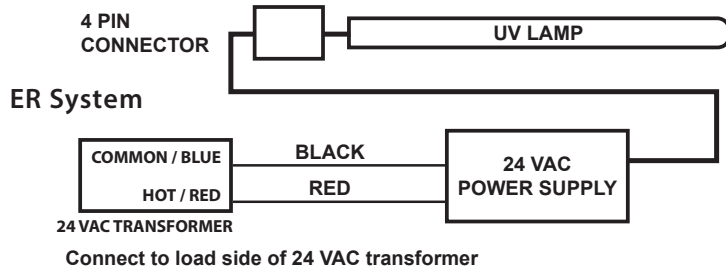 4 PIN
CONNECTOR
UV LAMP
ER System
COMMON / BLUE
BLACK
HOT / RED
RED
24 VAC
POWER SUPPLY
24 VAC TRANSFORMER
Connect to load side of 24 VAC transformer